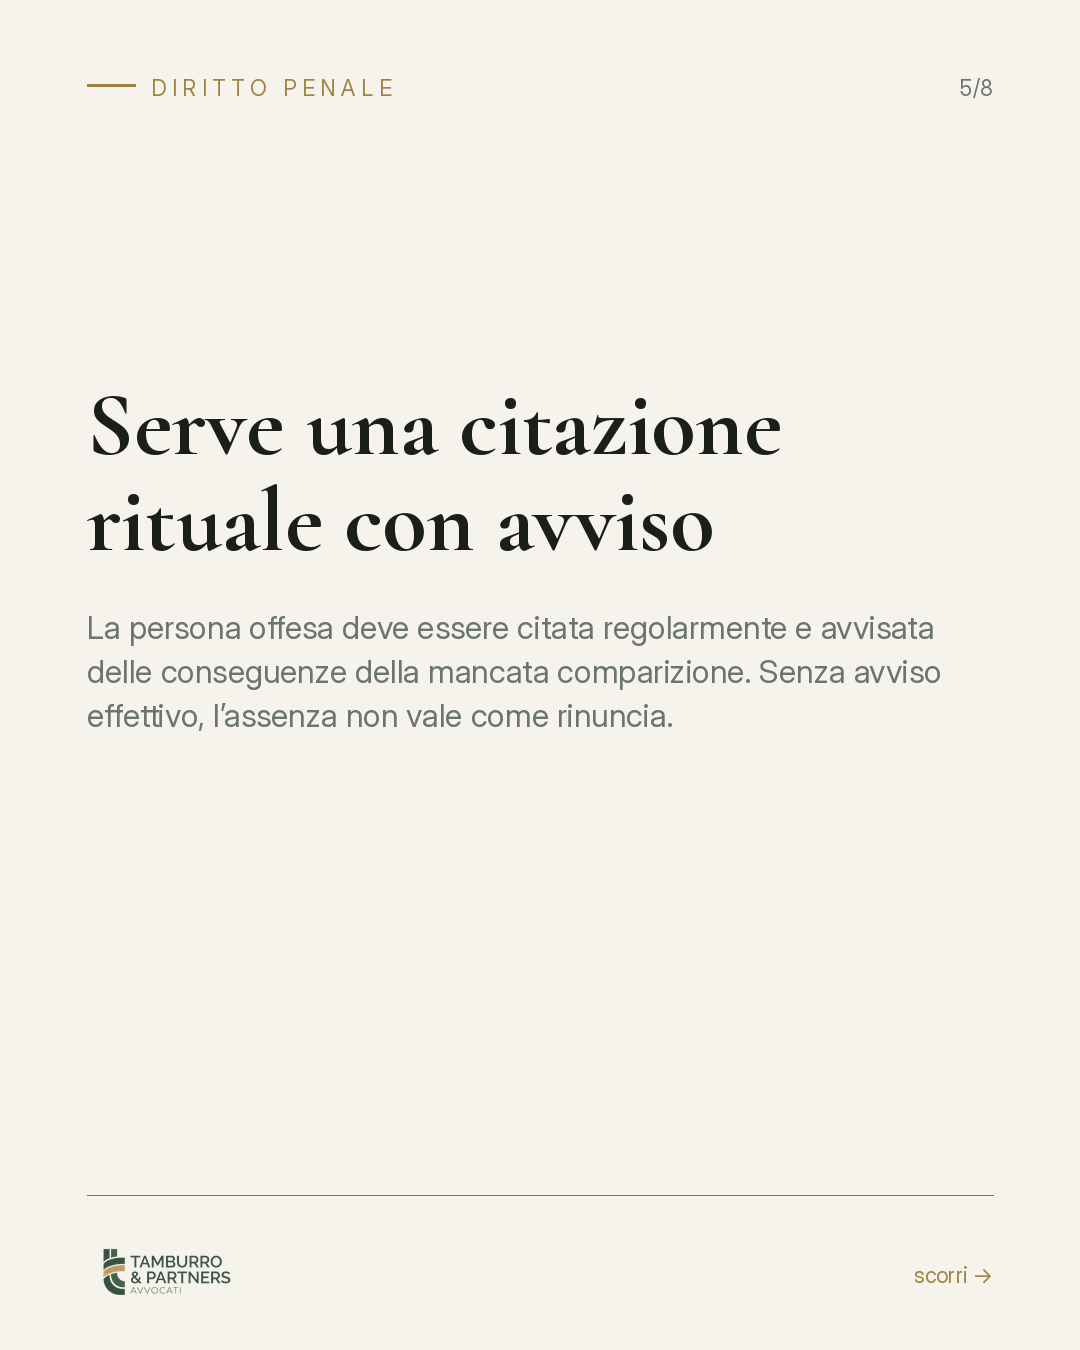 DIRITTO PENALE
5/8
Serve una citazione
rituale con avviso
La persona offesa deve essere citata regolarmente e avvisata
delle conseguenze della mancata comparizione. Senza avviso
effettivo, l’assenza non vale come rinuncia.
TAMBURRO
& PARTNERS
AVVOCATI
scorri →